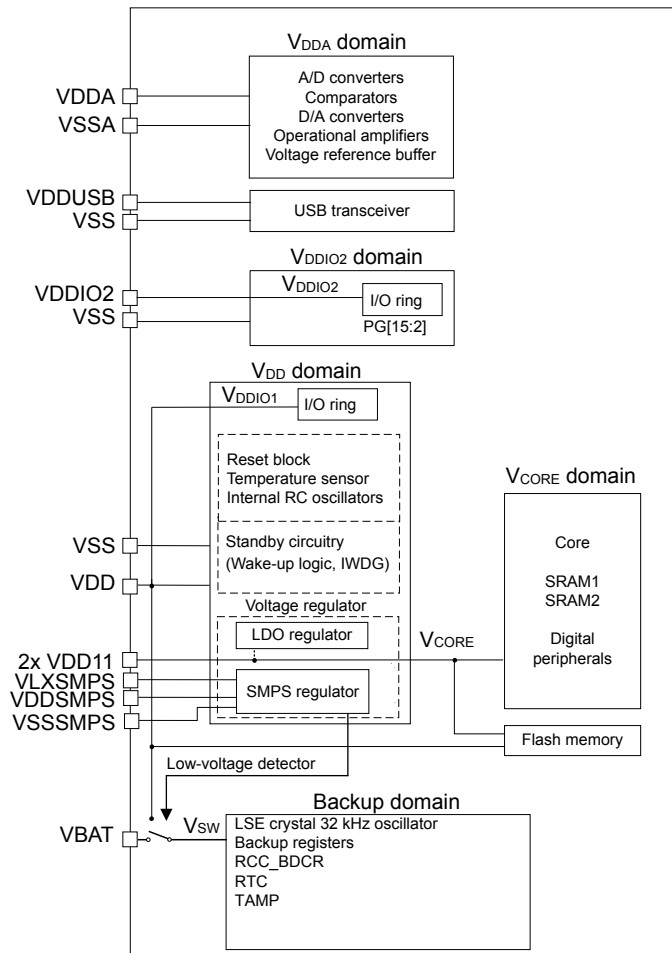 VDDA domain
A/D converters
Comparators
D/A converters
Operational amplifiers
Voltage reference buffer
VDDA
VSSA
VDDUSB
VSS
USB transceiver
VDDIO2 domain
VDDIO2
VSS
VDDIO2
I/O ring
PG[15:2]
VDD domain
VDDIO1
I/O ring
Reset block
Temperature sensor
Internal RC oscillators
Standby circuitry
(Wake-up logic, IWDG)
VSS
VDD
Voltage regulator
LDO regulator
SMPS regulator
2x VDD11
VLXSMPS
VDDSMPS
VSSSMPS
VCORE
VCORE domain
Core
SRAM1
SRAM2
Digital
peripherals
Flash memory
Low-voltage detector
VBAT
VSW
Backup domain
LSE crystal 32 kHz oscillator
Backup registers
RCC_BDCR
RTC
TAMP